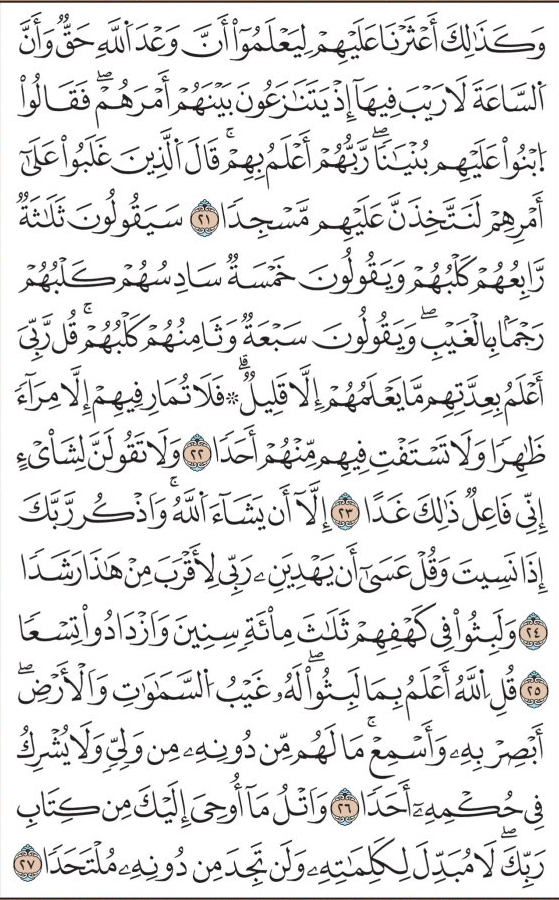 وَكَذَٰلِكَ أَعۡثَرۡنَا عَلَيۡهِمۡ لِيَعۡلَمُوٓاْ أَنَّ وَعۡدَ ٱللَّهِ حَقّٞ وَأَنَّ
ٱلسَّاعَةَ لَا رَيۡبَ فِيهَآ إِذۡ يَتَنَٰزَعُونَ بَيۡنَهُمۡ أَمۡرَهُمۡۖ فَقَالُواْ
ٱبۡنُواْ عَلَيۡهِم بُنۡيَٰنٗاۖ رَّبُّهُمۡ أَعۡلَمُ بِهِمۡۚ قَالَ ٱلَّذِينَ غَلَبُواْ عَلَىٰٓ
أَمۡرِهِمۡ لَنَتَّخِذَنَّ عَلَيۡهِم مَّسۡجِدٗا ٢١ سَيَقُولُونَ ثَلَٰثَةٞ
رَّابِعُهُمۡ كَلۡبُهُمۡ وَيَقُولُونَ خَمۡسَةٞ سَادِسُهُمۡ كَلۡبُهُمۡ
رَجۡمَۢا بِٱلۡغَيۡبِۖ وَيَقُولُونَ سَبۡعَةٞ وَثَامِنُهُمۡ كَلۡبُهُمۡۚ قُل رَّبِّيٓ
أَعۡلَمُ بِعِدَّتِهِم مَّا يَعۡلَمُهُمۡ إِلَّا قَلِيلٞۗ ۞ فَلَا تُمَارِ فِيهِمۡ إِلَّا مِرَآءٗ
ظَٰهِرٗا وَلَا تَسۡتَفۡتِ فِيهِم مِّنۡهُمۡ أَحَدٗا ٢٢ وَلَا تَقُولَنَّ لِشَاْيۡءٍ
إِنِّي فَاعِلٞ ذَٰلِكَ غَدًا ٢٣ إِلَّآ أَن يَشَآءَ ٱللَّهُۚ وَٱذۡكُر رَّبَّكَ
إِذَا نَسِيتَ وَقُلۡ عَسَىٰٓ أَن يَهۡدِيَنِۦ رَبِّي لِأَقۡرَبَ مِنۡ هَٰذَا رَشَدٗا
٢٤ وَلَبِثُواْ فِي كَهۡفِهِمۡ ثَلَٰثَ مِاْئَةِ سِنِينَ وَٱزۡدَادُواْ تِسۡعٗا
٢٥ قُلِ ٱللَّهُ أَعۡلَمُ بِمَا لَبِثُواْۖ لَهُۥ غَيۡبُ ٱلسَّمَٰوَٰتِ وَٱلۡأَرۡضِۖ
أَبۡصِرۡ بِهِۦ وَأَسۡمِعۡۚ مَا لَهُم مِّن دُونِهِۦ مِن وَلِيّٖ وَلَا يُشۡرِكُ
فِي حُكۡمِهِۦٓ أَحَدٗا ٢٦ وَٱتۡلُ مَآ أُوحِيَ إِلَيۡكَ مِن كِتَابِ
رَبِّكَۖ لَا مُبَدِّلَ لِكَلِمَٰتِهِۦ وَلَن تَجِدَ مِن دُونِهِۦ مُلۡتَحَدٗا ٢٧